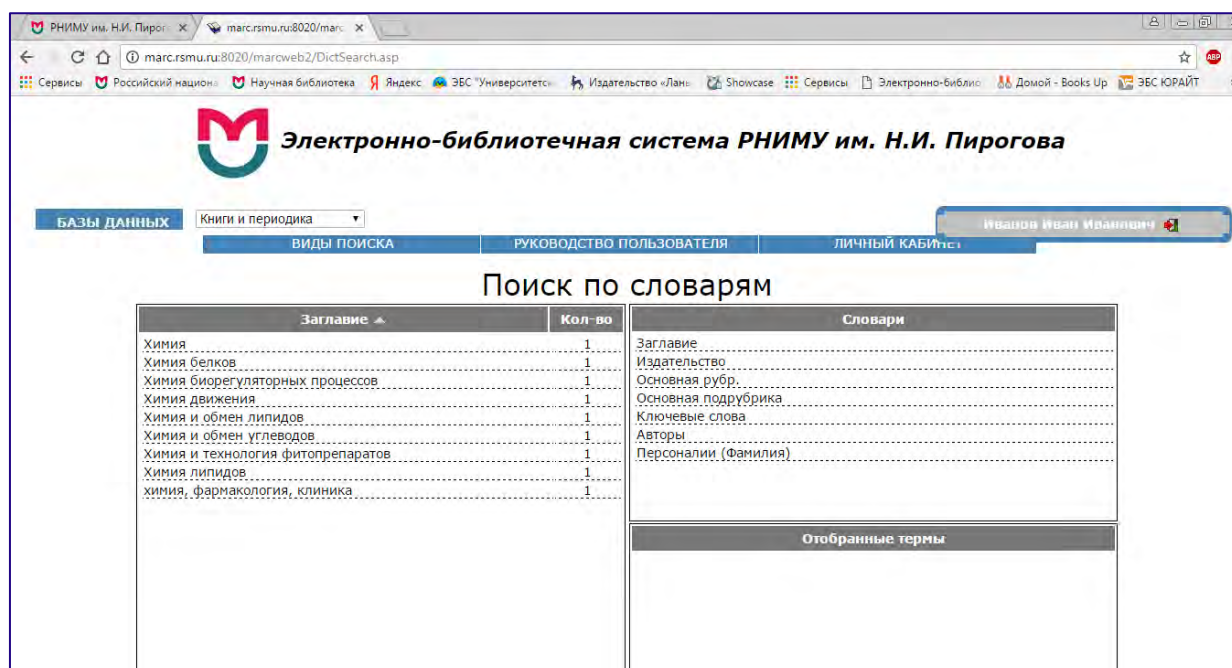 РНИМУ им. Н.И. Пирог
marc.rsmu.ru:8020/marc
marc.rsmu.ru:8020/marcweb2/DictSearch.asp
ABP
Сервисы Российский национ Научная библиотека Яндекс ЭБС "Университетс Издательство «Лан Showcase Сервисы Электронно-библио Домой - Books Up ЭБС ЮРАЙТ
Электронно-библиотечная система РНИМУ им. Н.И. Пирогова
БАЗЫ ДАННЫХ Книги и периодика
Иванов Иван Иванович
ВИДЫ ПОИСКА РУКОВОДСТВО ПОЛЬЗОВАТЕЛЯ ЛИЧНЫЙ КАБИНЕТ
Поиск по словарям
Заглавие Кол-во
Химия 1
Химия белков 1
Химия биорегуляторных процессов 1
Химия движения 1
Химия и обмен липидов 1
Химия и обмен углеводов 1
Химия и технология фитопрепаратов 1
Химия липидов 1
химия, фармакология, клиника 1
Словари
Заглавие
Издательство
Основная рубр.
Основная подрубрика
Ключевые слова
Авторы
Персоналии (Фамилия)
Отобранные термы